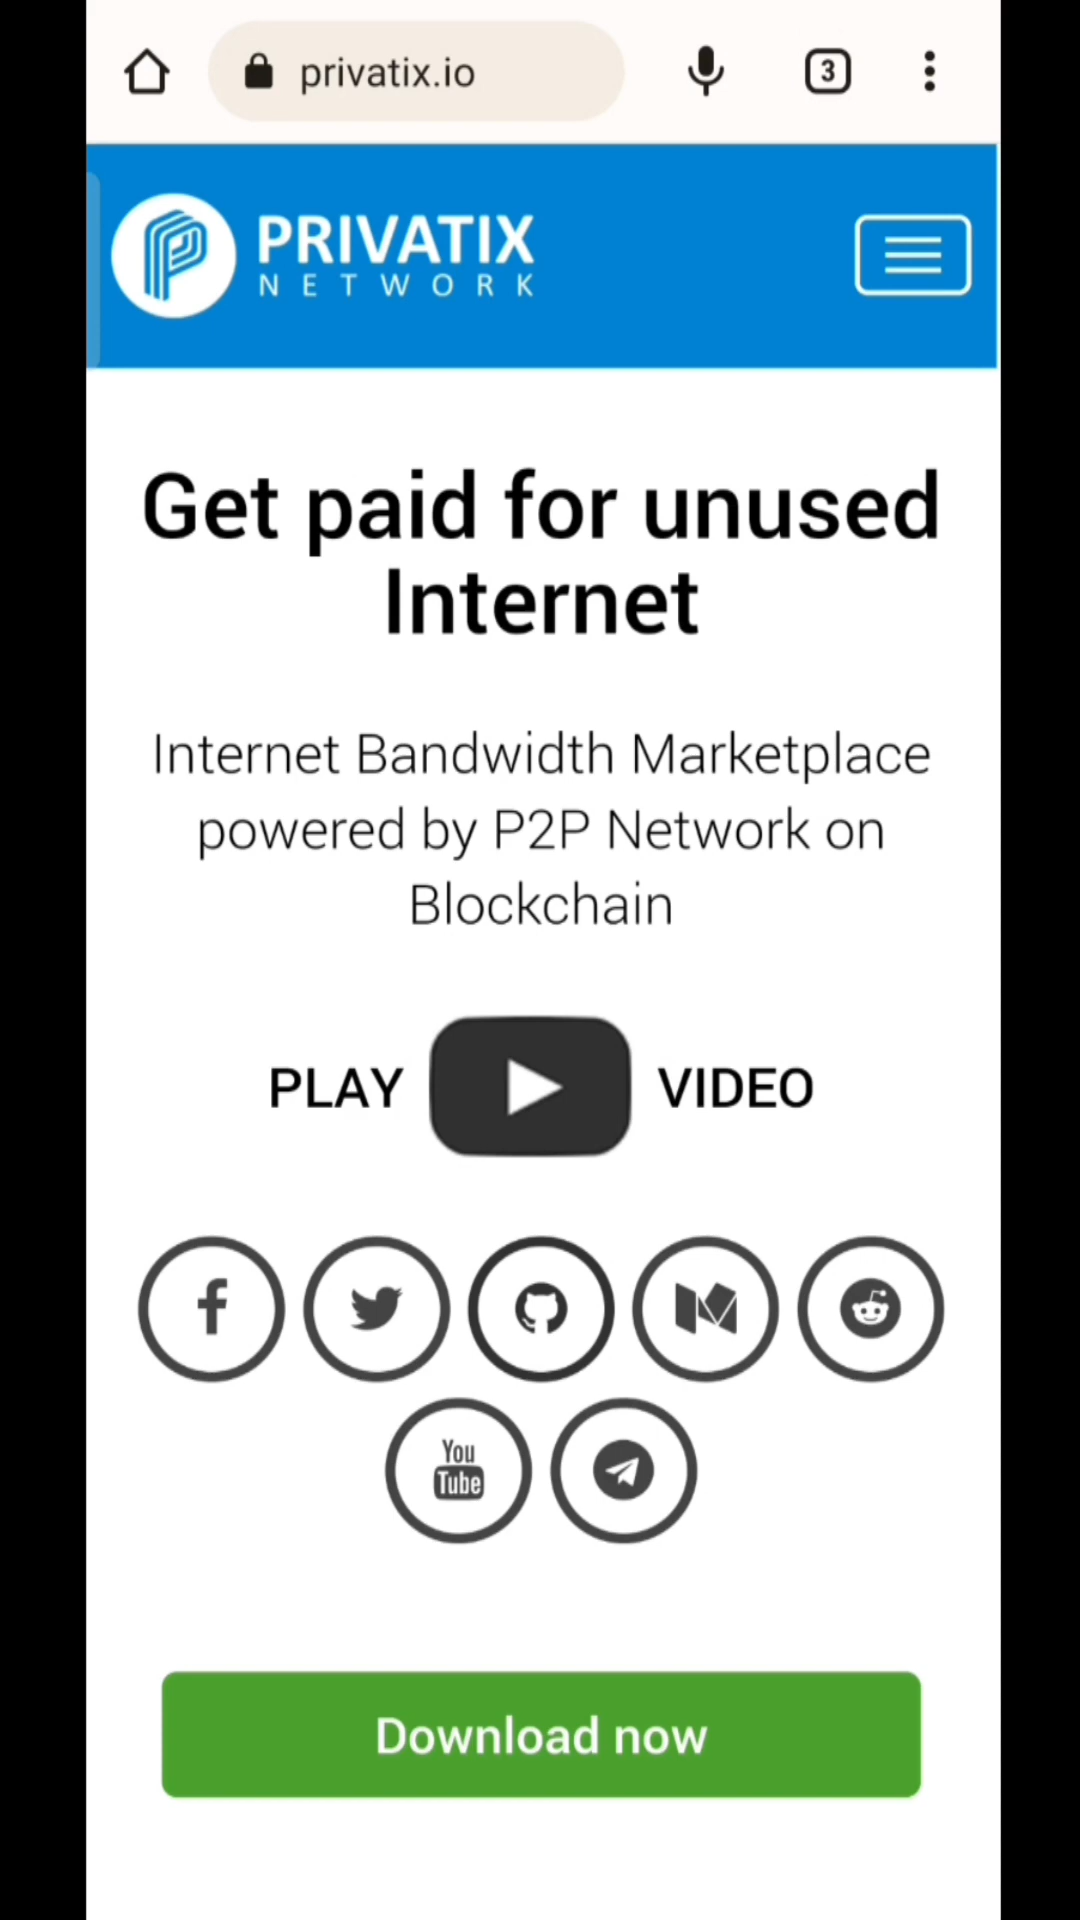 privatix.io
3
PRIVATIX
NETWORK
Get paid for unused
Internet
Internet Bandwidth Marketplace
powered by P2P Network on
Blockchain
PLAY VIDEO
You
Tube
Download now